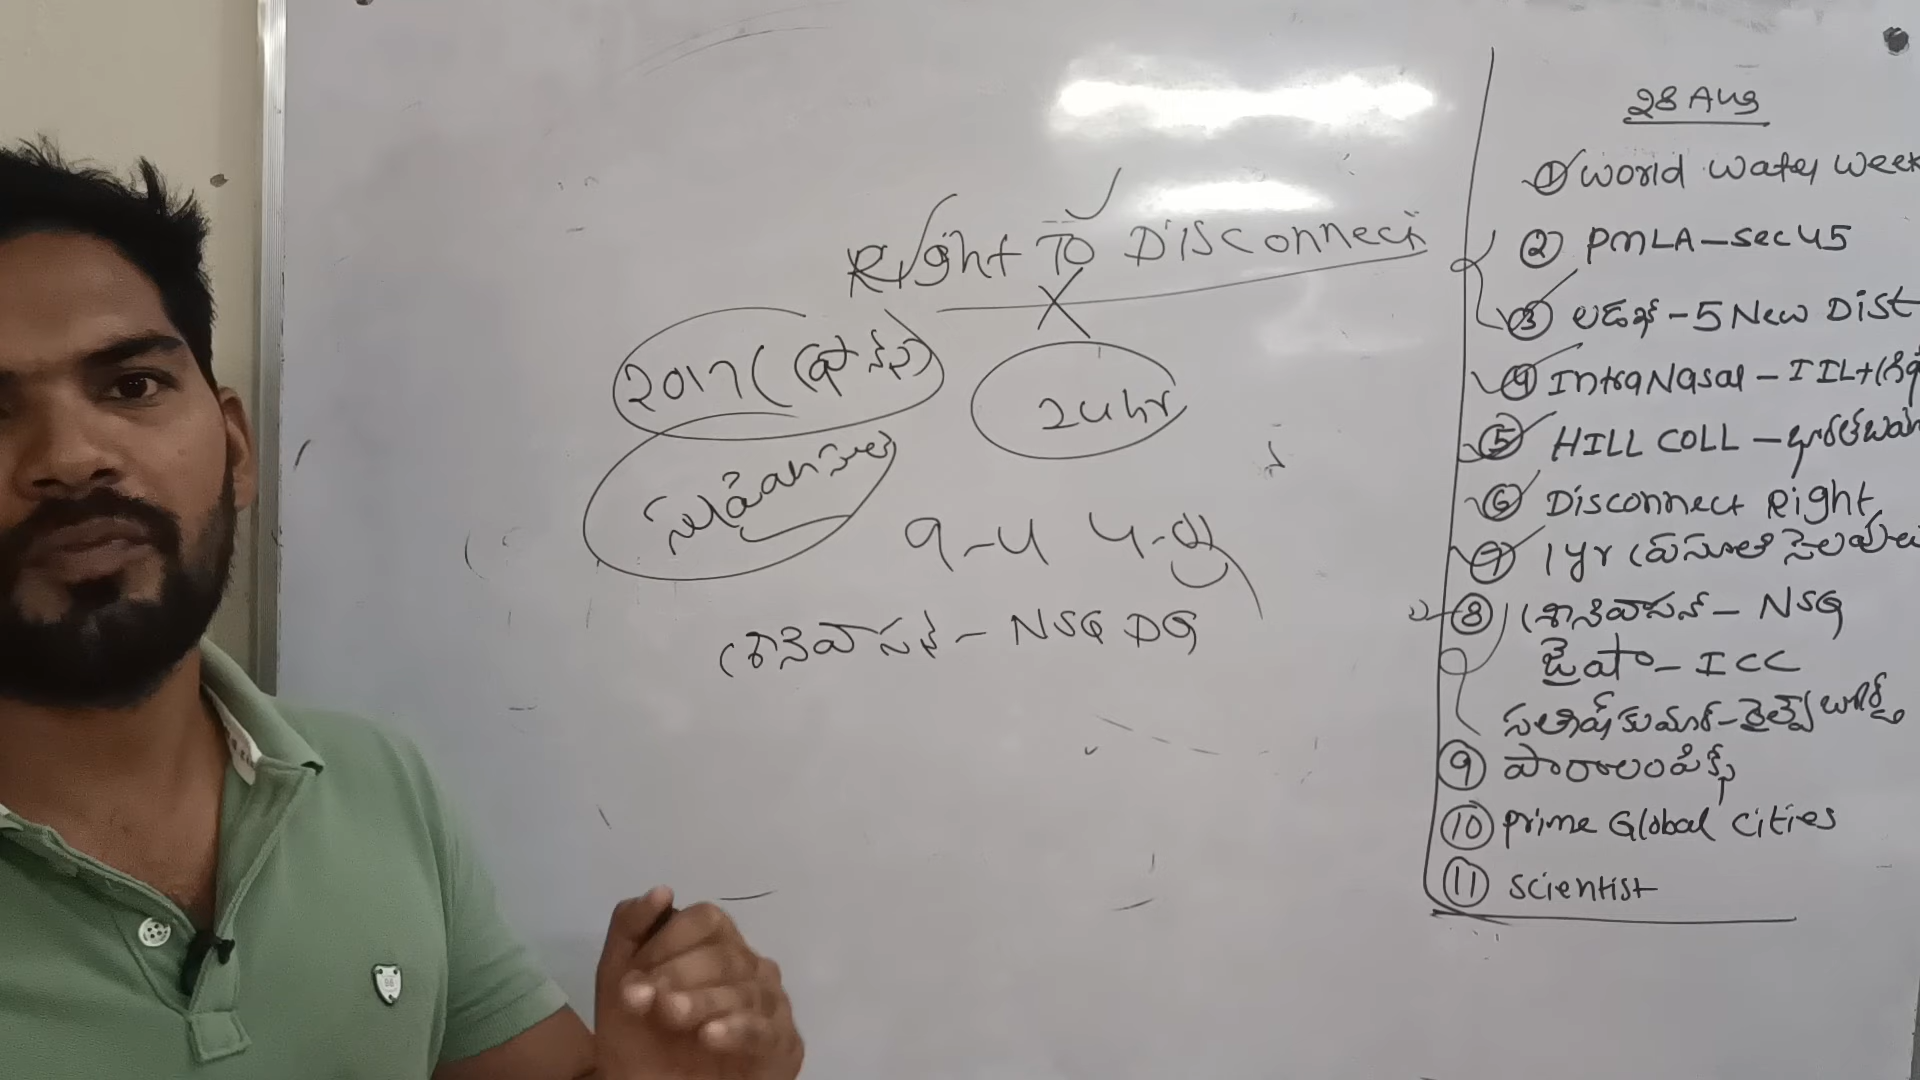 Right To Disconnect
2017 (ఫ్రాన్స్)
24hr
9-4 4-
శ్రీనివాసన్ - NSG DG
28 Aug
① World Water Week
② PMLA-Sec 45
③ లడఖ్ - 5 New Dist
④ IntraNasal - IIL+
⑤ HILL COLL -
⑥ Disconnect Right
⑦ 1yr ప్రసూతి సెలవులు
⑧ శ్రీనివాసన్ - NSG
జైషా - ICC
సతీష్ కుమార్ - రైల్వే బోర్డు
⑨ పారాలంపిక్స్
⑩ Prime Global Cities
⑪ Scientist